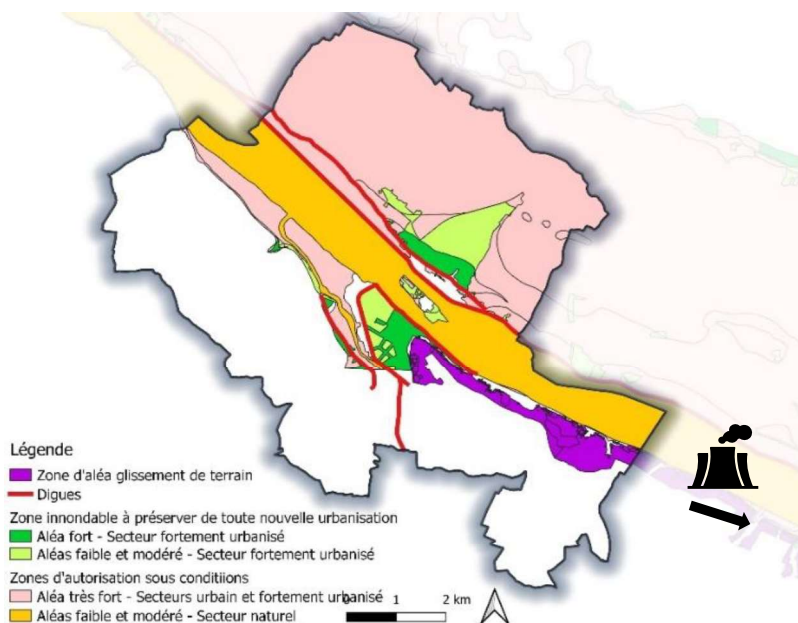 Légende
Zone d'aléa glissement de terrain
Digues
Zone innondable à préserver de toute nouvelle urbanisation
Aléa fort - Secteur fortement urbanisé
Aléas faible et modéré - Secteur fortement urbanisé
Zones d'autorisation sous conditiions
Aléa très fort - Secteurs urbain et fortement urbanisé
Aléas faible et modéré - Secteur naturel
0 1 2 km